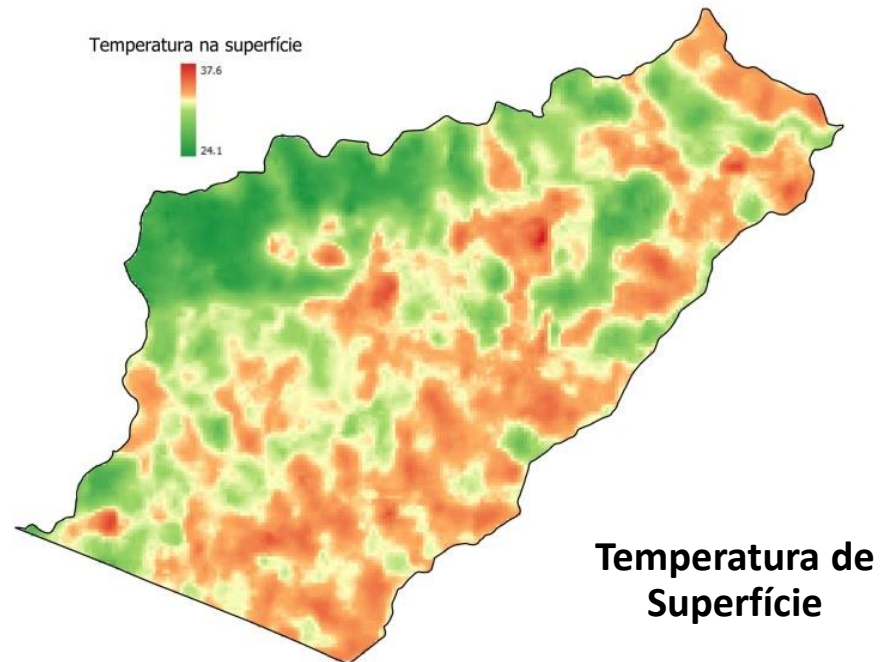 Temperatura na superfície
37.6
24.1
Temperatura de
Superfície